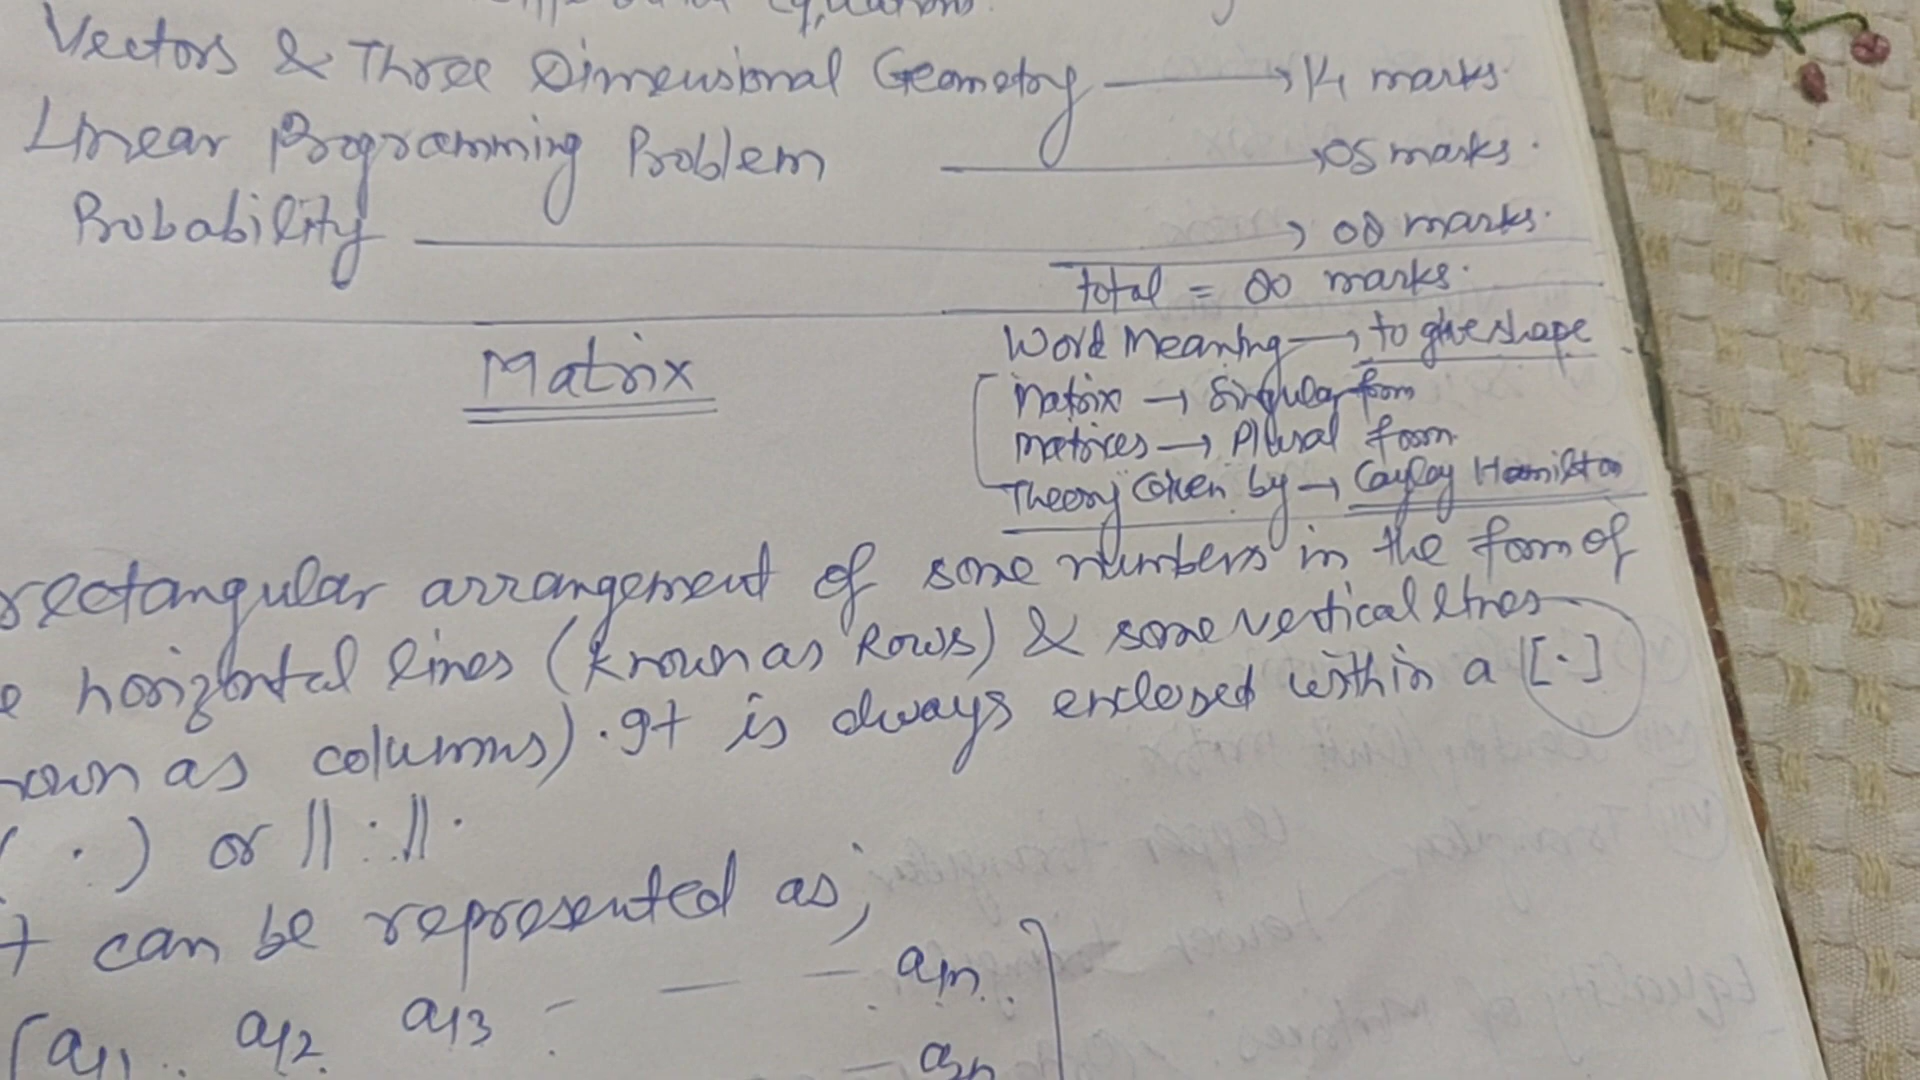 Equations
Vectors & Three Dimensional Geometry → 14 marks.
Linear Programming Problem → 05 marks.
Probability → 08 marks.
total = 80 marks.
Matrix
Word Meaning → to give shape
Matrix → Singular form
Matrices → Plural form
Theory Given by → Cayley Hamilton
rectangular arrangement of some numbers in the form of
horizontal lines (known as Rows) & some vertical lines
nown as columns). It is always enclosed within a [·]
( · ) or ||:||.
t can be represented as;
[a11 a12 a13 - - - a1n
- a2n